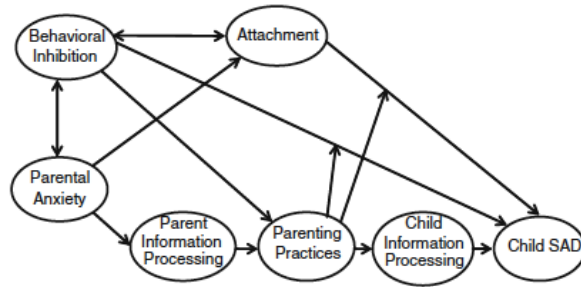 Behavioral
Inhibition
Attachment
Parental
Anxiety
Parent
Information
Processing
Parenting
Practices
Child
Information
Processing
Child SAD